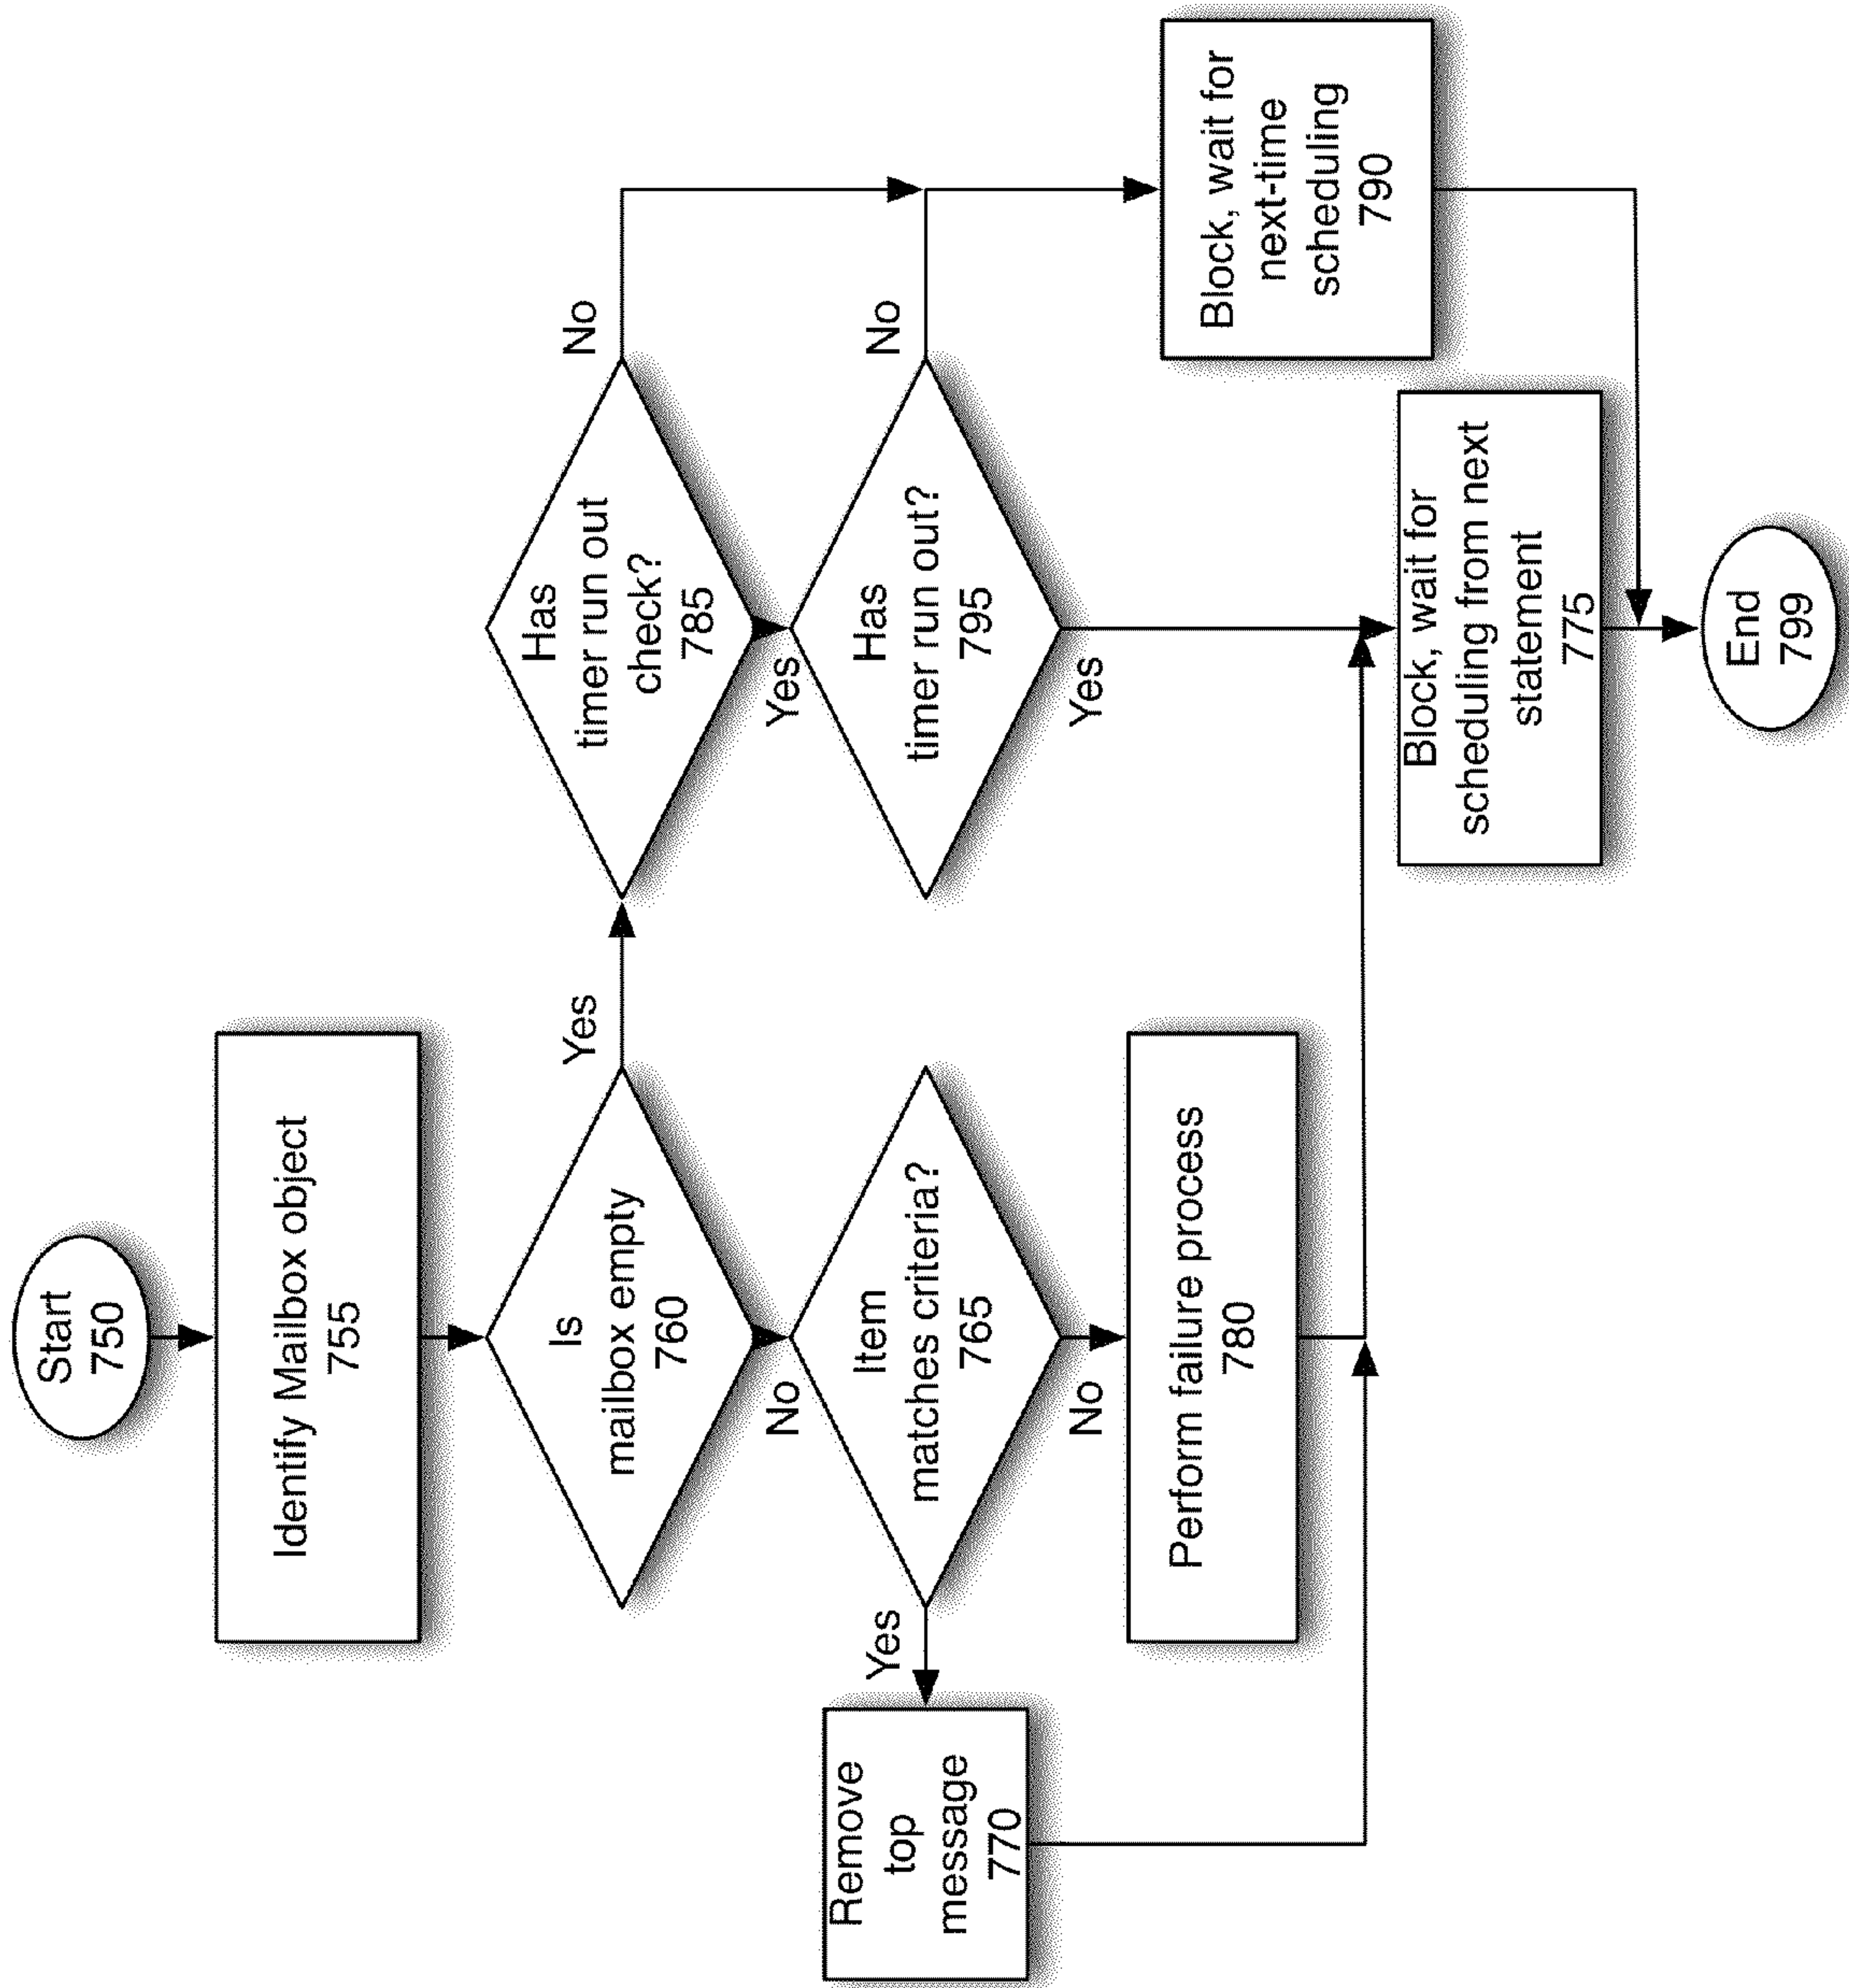 Start
750
Identify Mailbox object
755
Is
mailbox empty
760
Yes
No
Has
timer run out
check?
785
No
Yes
Item
matches criteria?
765
Yes
No
Has
timer run out?
795
No
Yes
Remove
top
message
770
Perform failure process
780
Block, wait for
next-time
scheduling
790
Block, wait for
scheduling from next
statement
775
End
799